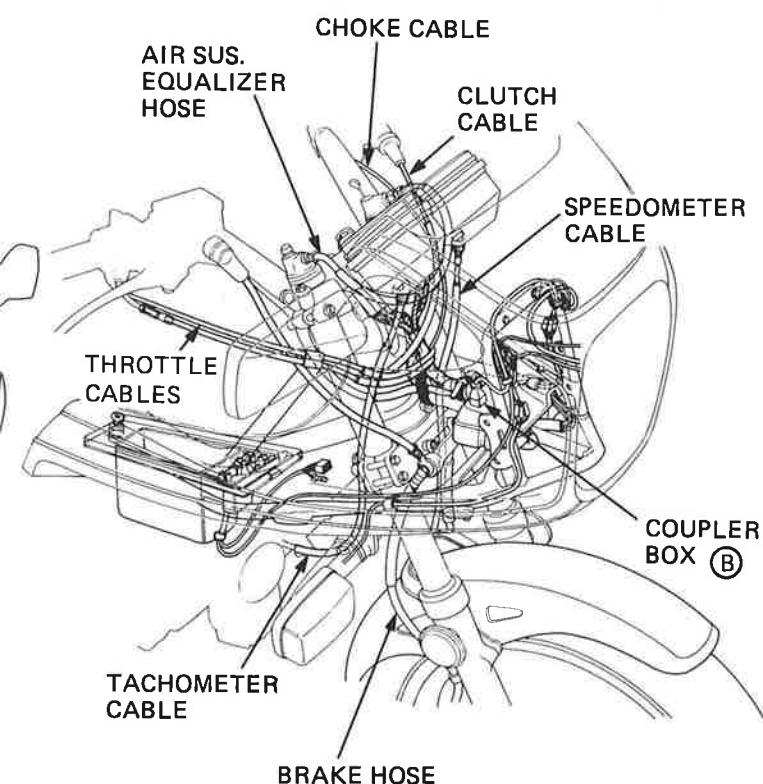 CHOKE CABLE
AIR SUS.
EQUALIZER
HOSE
CLUTCH
CABLE
SPEEDOMETER
CABLE
THROTTLE
CABLES
COUPLER
BOX Ⓑ
TACHOMETER
CABLE
BRAKE HOSE